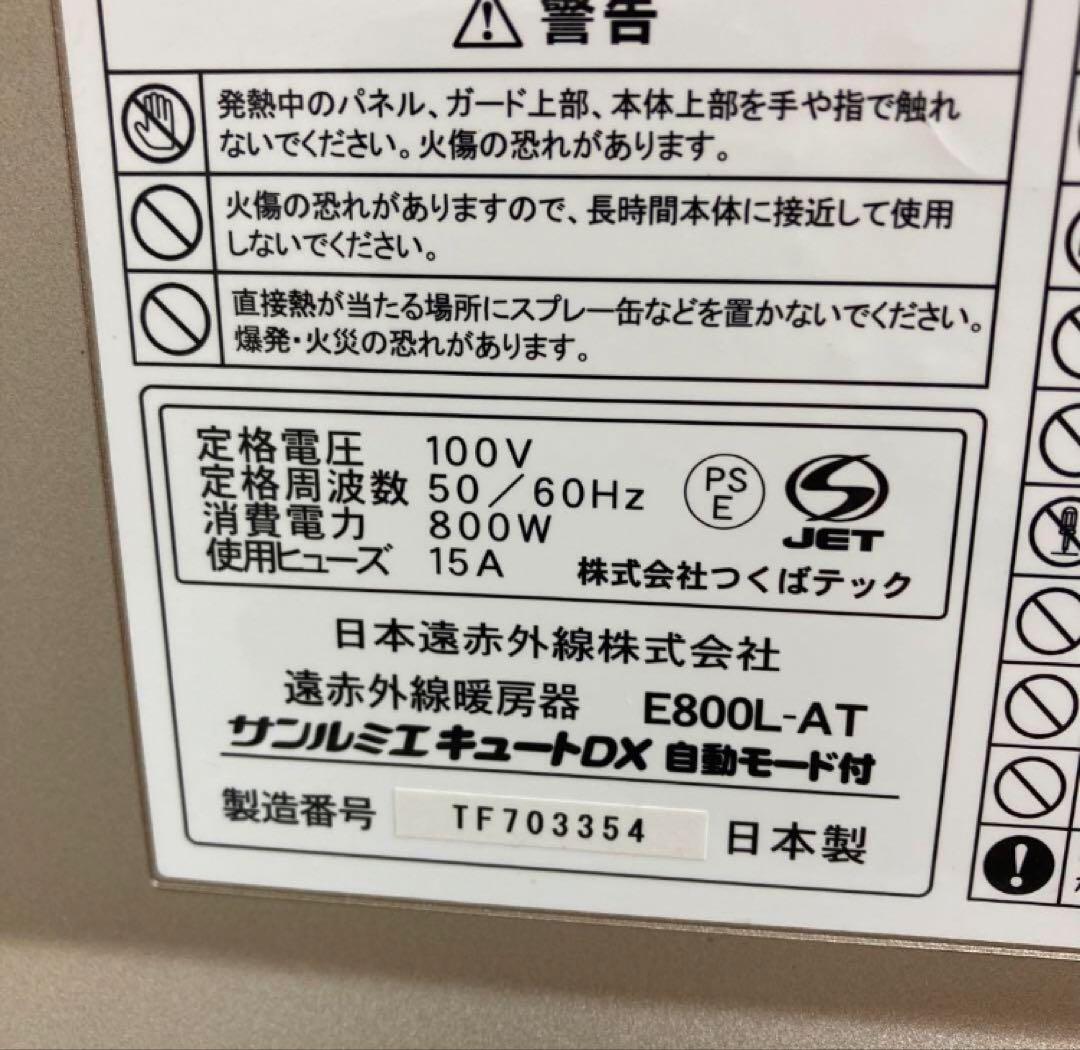 警告
発熱中のパネル、ガード上部、本体上部を手や指で触れ
ないでください。火傷の恐れがあります。
火傷の恐れがありますので、長時間本体に接近して使用
しないでください。
直接熱が当たる場所にスプレー缶などを置かないでください。
爆発・火災の恐れがあります。
定格電圧 100V
定格周波数 50/60Hz
消費電力 800W
使用ヒューズ 15A
PS
E
JET
株式会社つくばテック
日本遠赤外線株式会社
遠赤外線暖房器 E800L-AT
サンルミエキュートDX 自動モード付
製造番号 TF703354 日本製